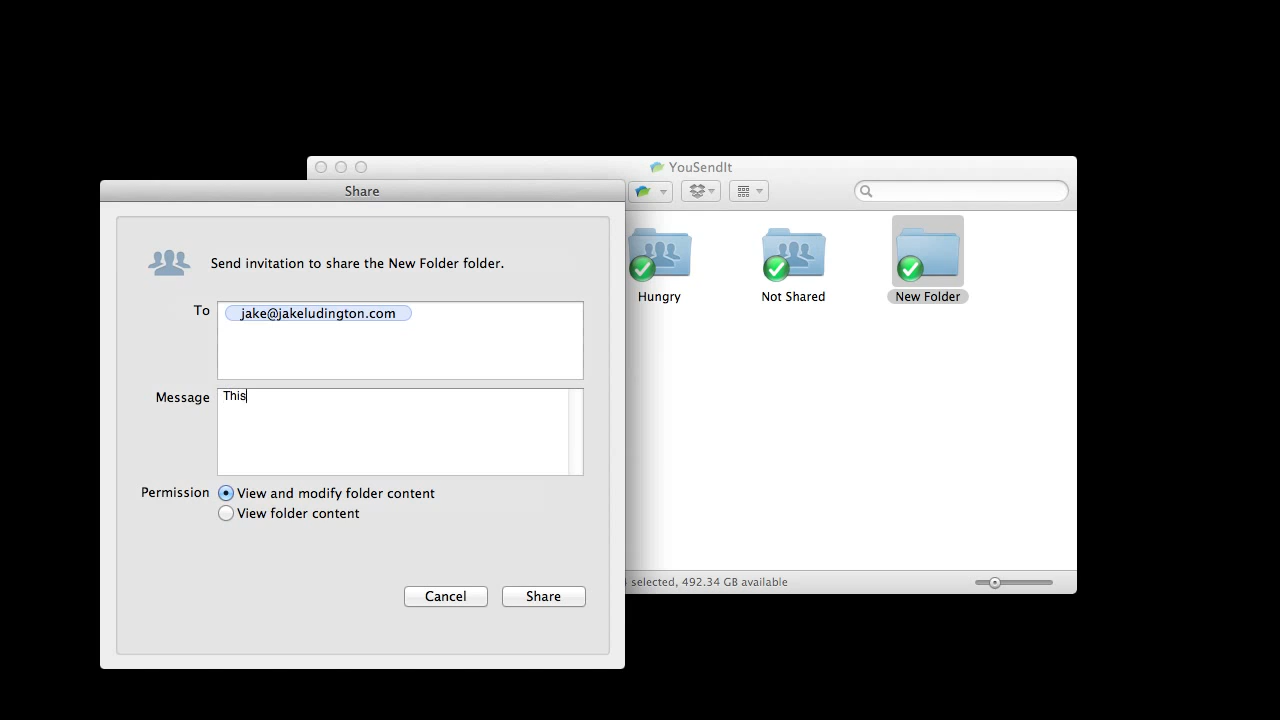 YouSendIt
Share
Send invitation to share the New Folder folder.
To
jake@jakeludington.com
Message
This
Permission
View and modify folder content
View folder content
Cancel
Share
Hungry
Not Shared
New Folder
selected, 492.34 GB available